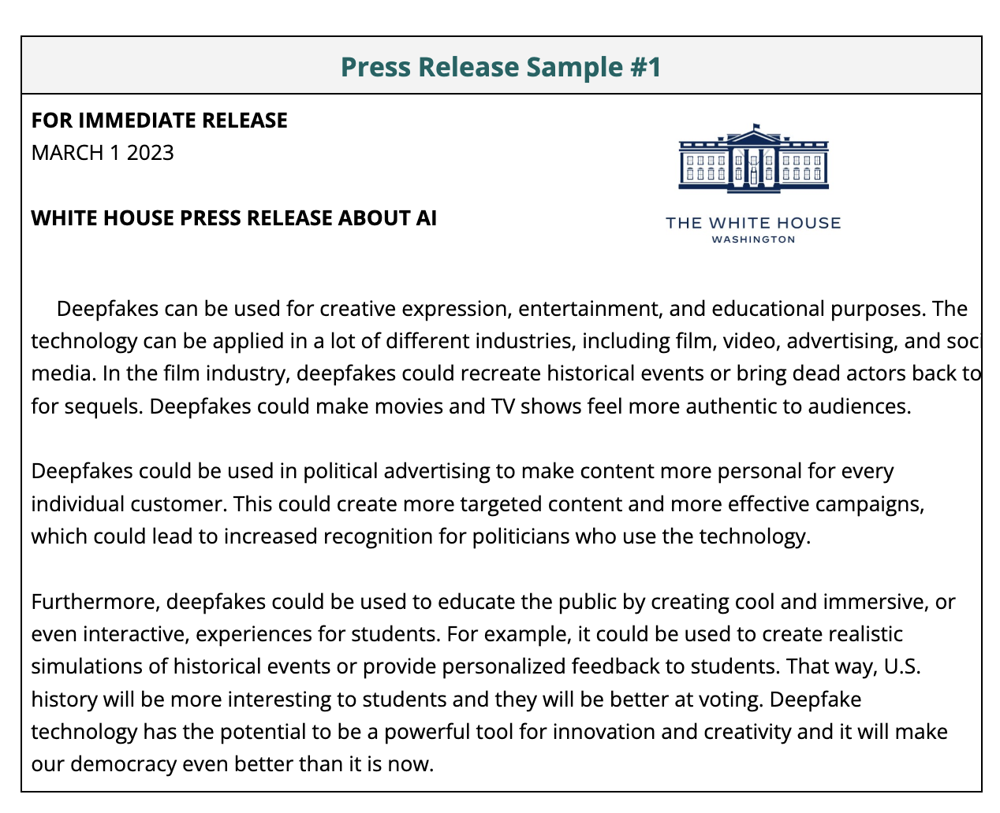 Press Release Sample #1
FOR IMMEDIATE RELEASE
MARCH 1 2023
WHITE HOUSE PRESS RELEASE ABOUT AI
THE WHITE HOUSE
WASHINGTON
Deepfakes can be used for creative expression, entertainment, and educational purposes. The
technology can be applied in a lot of different industries, including film, video, advertising, and
media. In the film industry, deepfakes could recreate historical events or bring dead actors back to
for sequels. Deepfakes could make movies and TV shows feel more authentic to audiences.
Deepfakes could be used in political advertising to make content more personal for every
individual customer. This could create more targeted content and more effective campaigns,
which could lead to increased recognition for politicians who use the technology.
Furthermore, deepfakes could be used to educate the public by creating cool and immersive, or
even interactive, experiences for students. For example, it could be used to create realistic
simulations of historical events or provide personalized feedback to students. That way, U.S.
history will be more interesting to students and they will be better at voting. Deepfake
technology has the potential to be a powerful tool for innovation and creativity and it will make
our democracy even better than it is now.